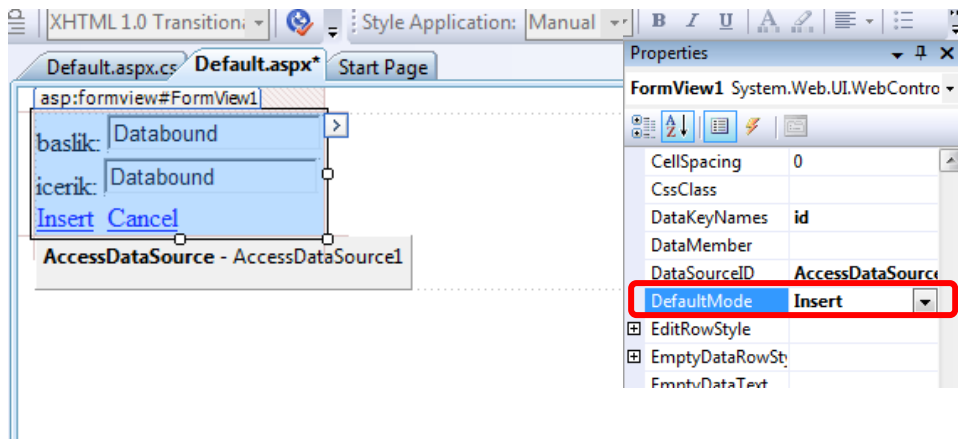 XHTML 1.0 Transition Style Application: Manual B I U A
Default.aspx.cs Default.aspx* Start Page
asp:formview#FormView1
baslik: Databound
icerik: Databound
Insert Cancel
AccessDataSource - AccessDataSource1
Properties
FormView1 System.Web.UI.WebContro
CellSpacing 0
CssClass
DataKeyNames id
DataMember
DataSourceID AccessDataSource
DefaultMode Insert
EditRowStyle
EmptyDataRowSty
EmptyDataText